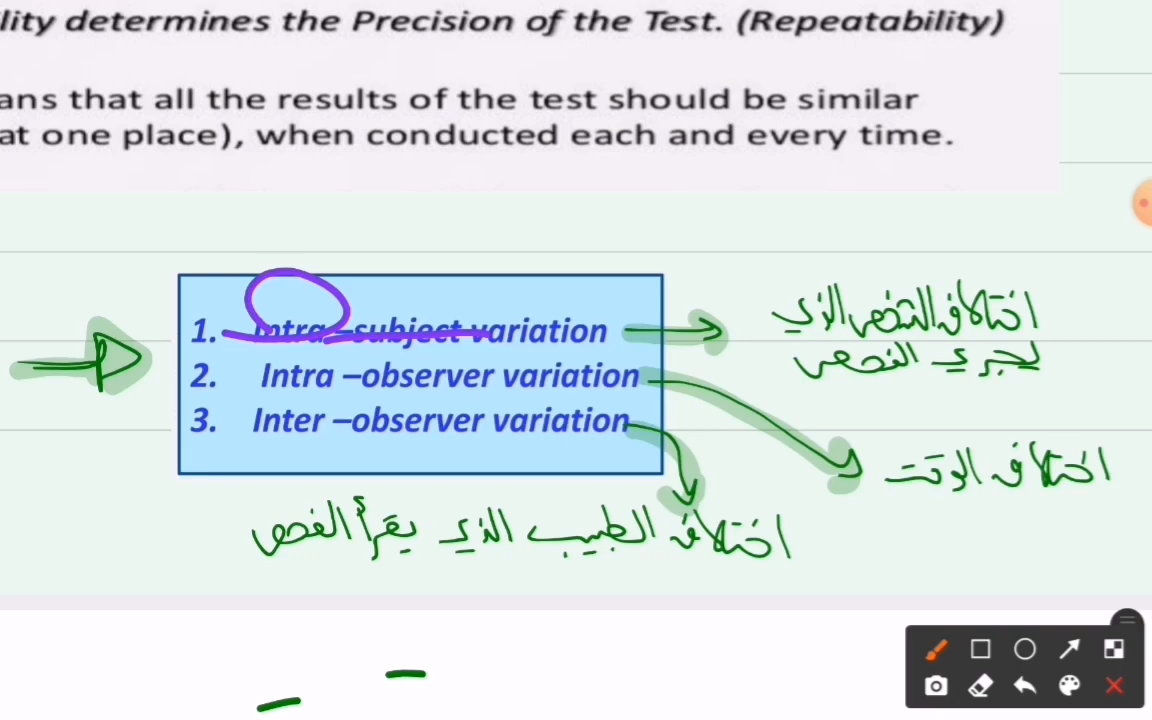 lity determines the Precision of the Test. (Repeatability)
ans that all the results of the test should be similar
at one place), when conducted each and every time.
1. Intra –subject variation
2. Intra –observer variation
3. Inter –observer variation
اختلاف الشخص الذي
يجري الفحص
اختلاف الوقت
اختلاف الطبيب الذي يقرأ الفحص